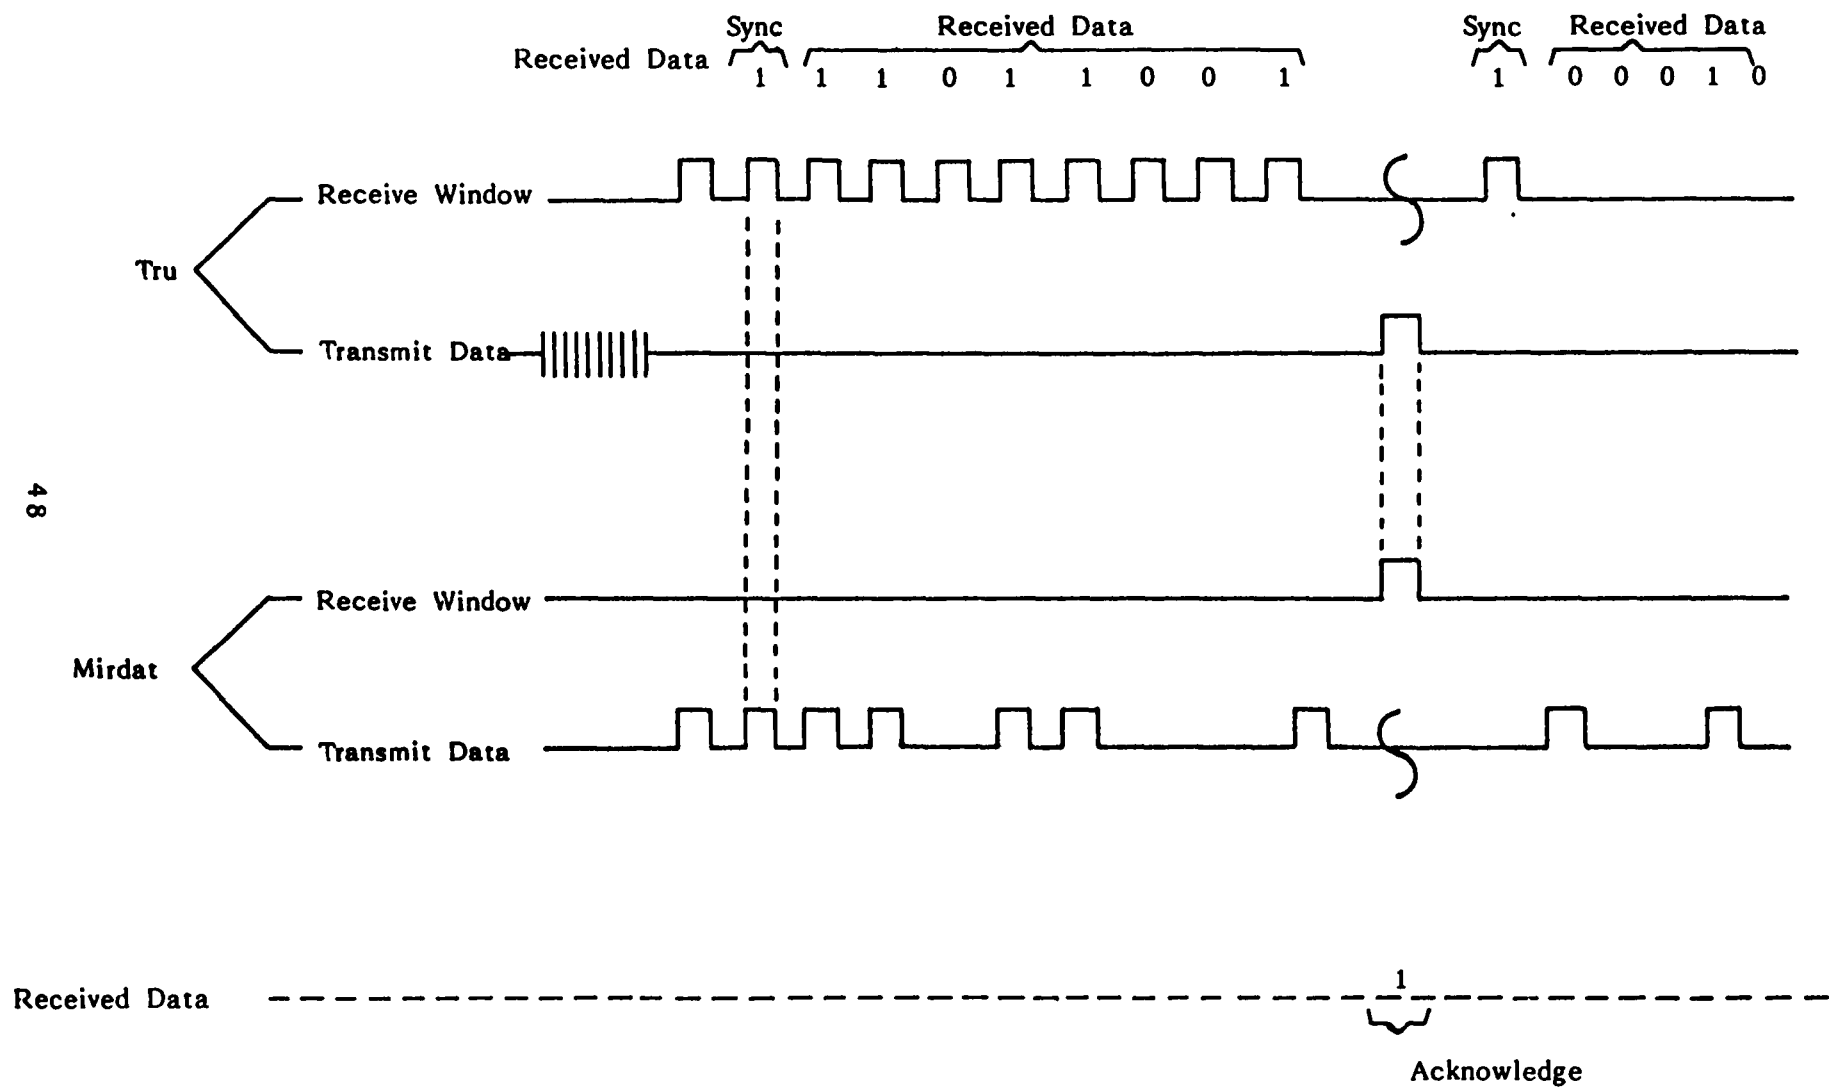 Sync Received Data Sync Received Data
Received Data 1 1 1 0 1 1 0 0 1 1 0 0 0 1 0
Receive Window
Tru
Transmit Data
48
Receive Window
Mirdat
Transmit Data
1
Received Data
Acknowledge